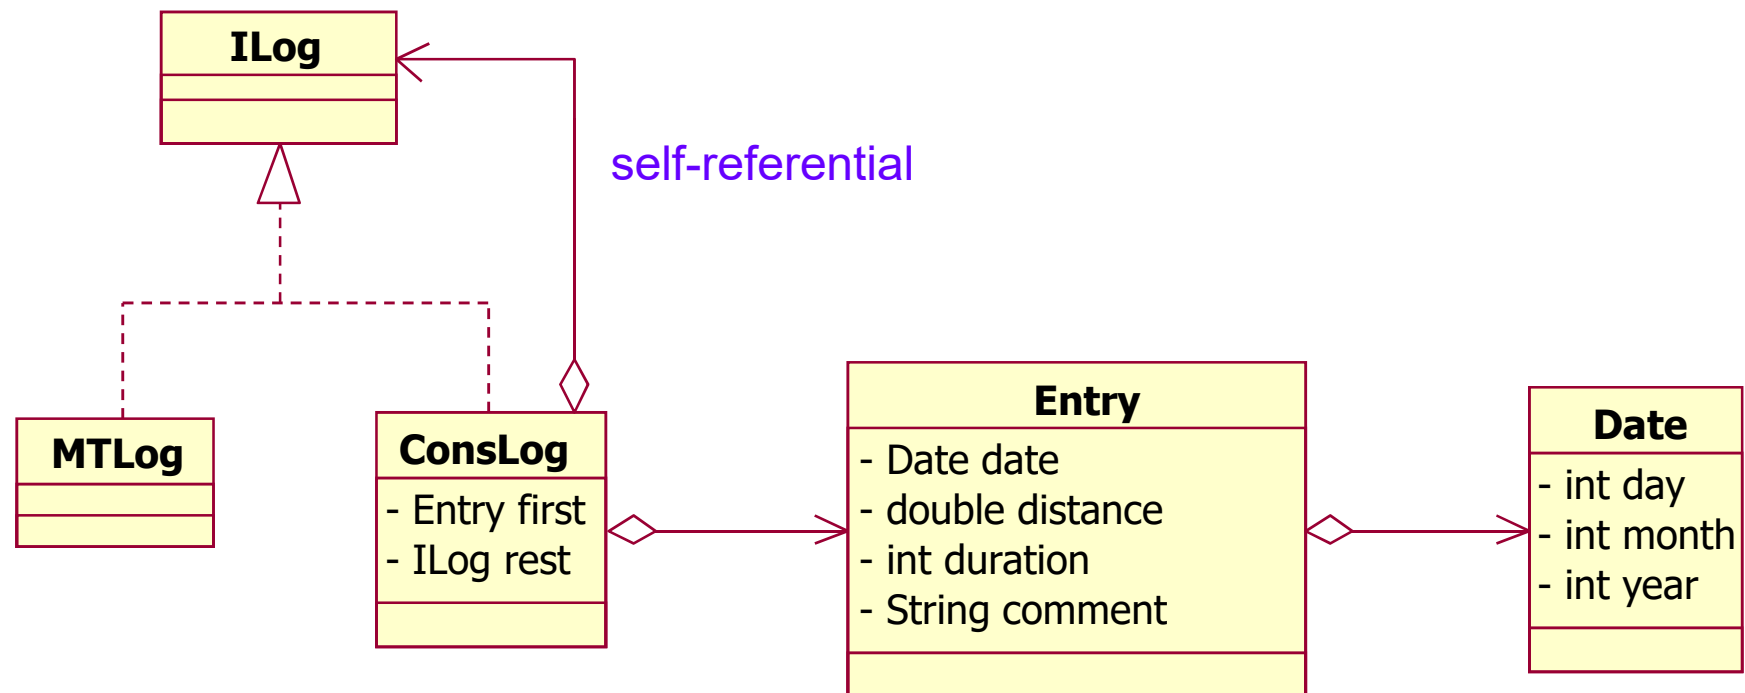 ILog
self-referential
MTLog
ConsLog
- Entry first
- ILog rest
Entry
- Date date
- double distance
- int duration
- String comment
Date
- int day
- int month
- int year